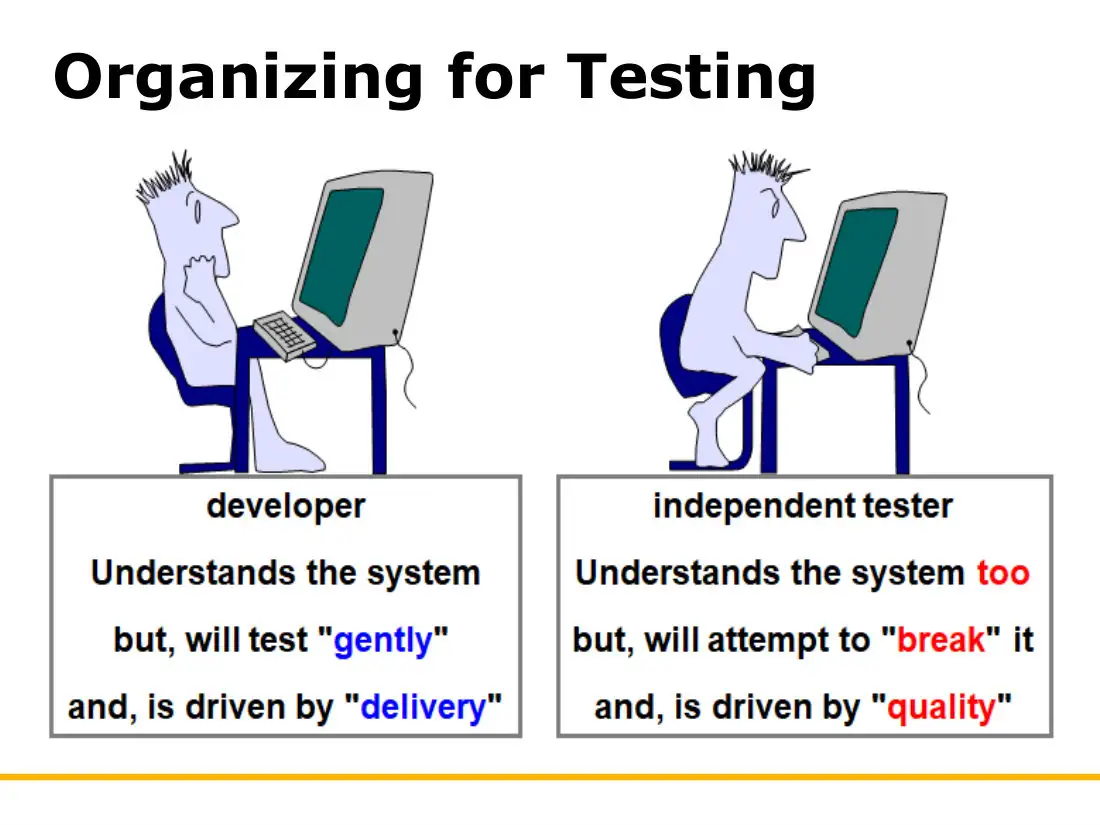 Organizing for Testing
developer
Understands the system
but, will test "gently"
and, is driven by "delivery"
independent tester
Understands the system too
but, will attempt to "break" it
and, is driven by "quality"